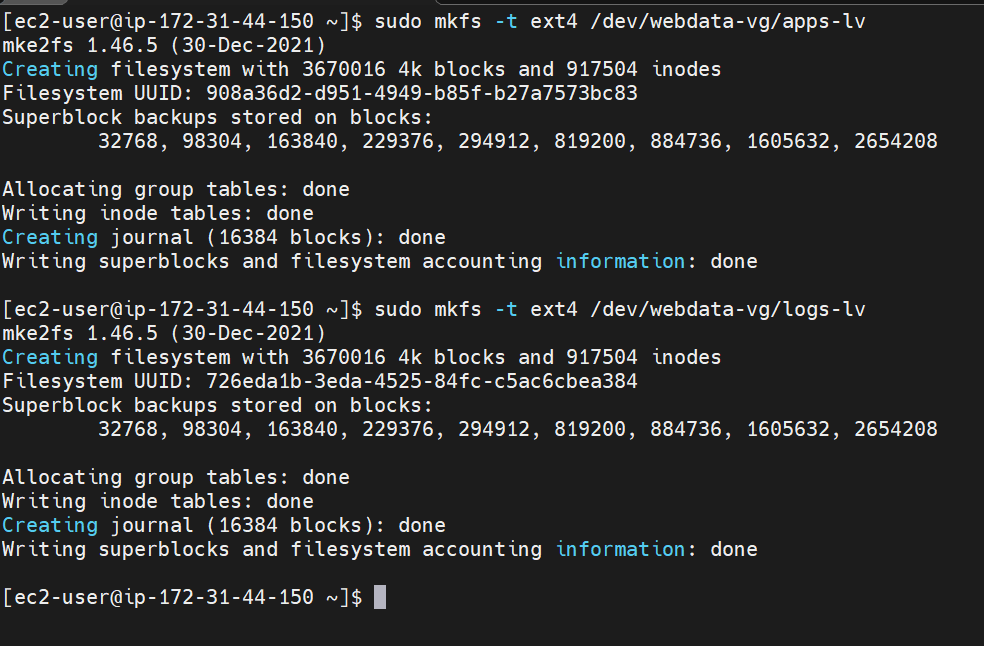 [ec2-user@ip-172-31-44-150 ~]$ sudo mkfs -t ext4 /dev/webdata-vg/apps-lv
mke2fs 1.46.5 (30-Dec-2021)
Creating filesystem with 3670016 4k blocks and 917504 inodes
Filesystem UUID: 908a36d2-d951-4949-b85f-b27a7573bc83
Superblock backups stored on blocks:
        32768, 98304, 163840, 229376, 294912, 819200, 884736, 1605632, 2654208
Allocating group tables: done
Writing inode tables: done
Creating journal (16384 blocks): done
Writing superblocks and filesystem accounting information: done
[ec2-user@ip-172-31-44-150 ~]$ sudo mkfs -t ext4 /dev/webdata-vg/logs-lv
mke2fs 1.46.5 (30-Dec-2021)
Creating filesystem with 3670016 4k blocks and 917504 inodes
Filesystem UUID: 726eda1b-3eda-4525-84fc-c5ac6cbea384
Superblock backups stored on blocks:
        32768, 98304, 163840, 229376, 294912, 819200, 884736, 1605632, 2654208
Allocating group tables: done
Writing inode tables: done
Creating journal (16384 blocks): done
Writing superblocks and filesystem accounting information: done
[ec2-user@ip-172-31-44-150 ~]$